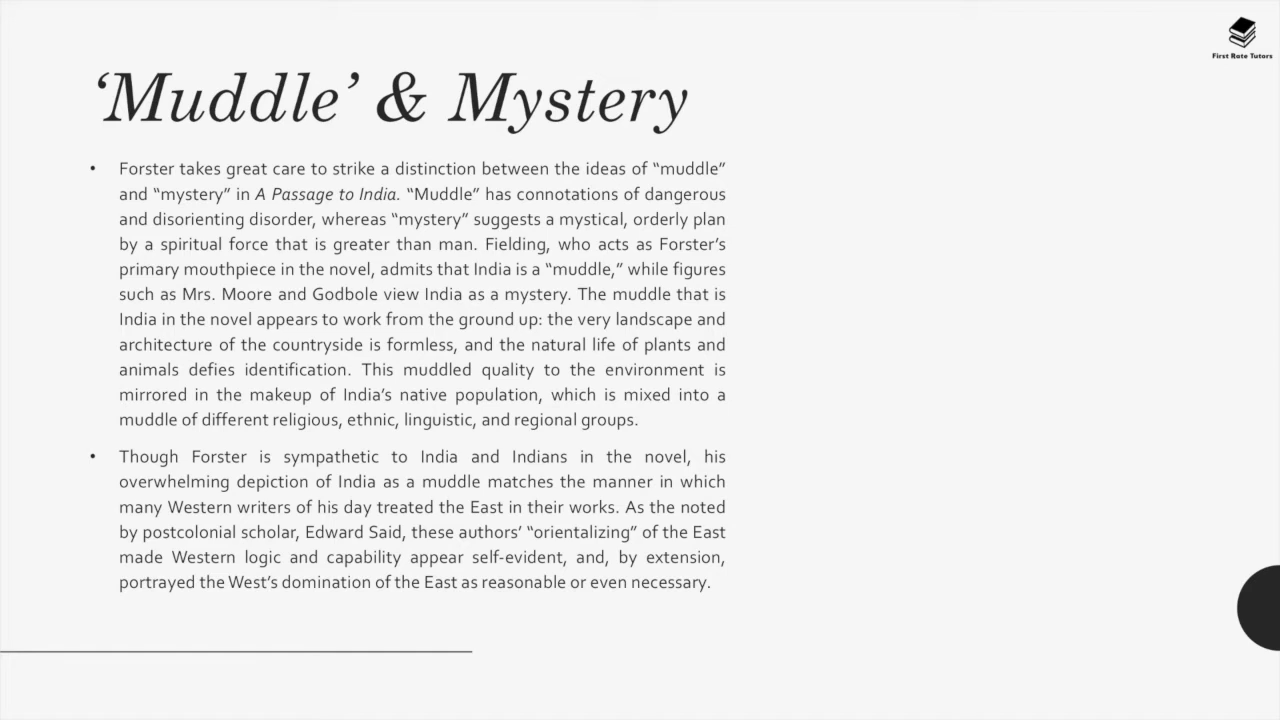 First Rate Tutors
‘Muddle’ & Mystery
• Forster takes great care to strike a distinction between the ideas of “muddle”
and “mystery” in A Passage to India. “Muddle” has connotations of dangerous
and disorienting disorder, whereas “mystery” suggests a mystical, orderly plan
by a spiritual force that is greater than man. Fielding, who acts as Forster’s
primary mouthpiece in the novel, admits that India is a “muddle,” while figures
such as Mrs. Moore and Godbole view India as a mystery. The muddle that is
India in the novel appears to work from the ground up: the very landscape and
architecture of the countryside is formless, and the natural life of plants and
animals defies identification. This muddled quality to the environment is
mirrored in the makeup of India’s native population, which is mixed into a
muddle of different religious, ethnic, linguistic, and regional groups.
• Though Forster is sympathetic to India and Indians in the novel, his
overwhelming depiction of India as a muddle matches the manner in which
many Western writers of his day treated the East in their works. As the noted
by postcolonial scholar, Edward Said, these authors’ “orientalizing” of the East
made Western logic and capability appear self-evident, and, by extension,
portrayed the West’s domination of the East as reasonable or even necessary.